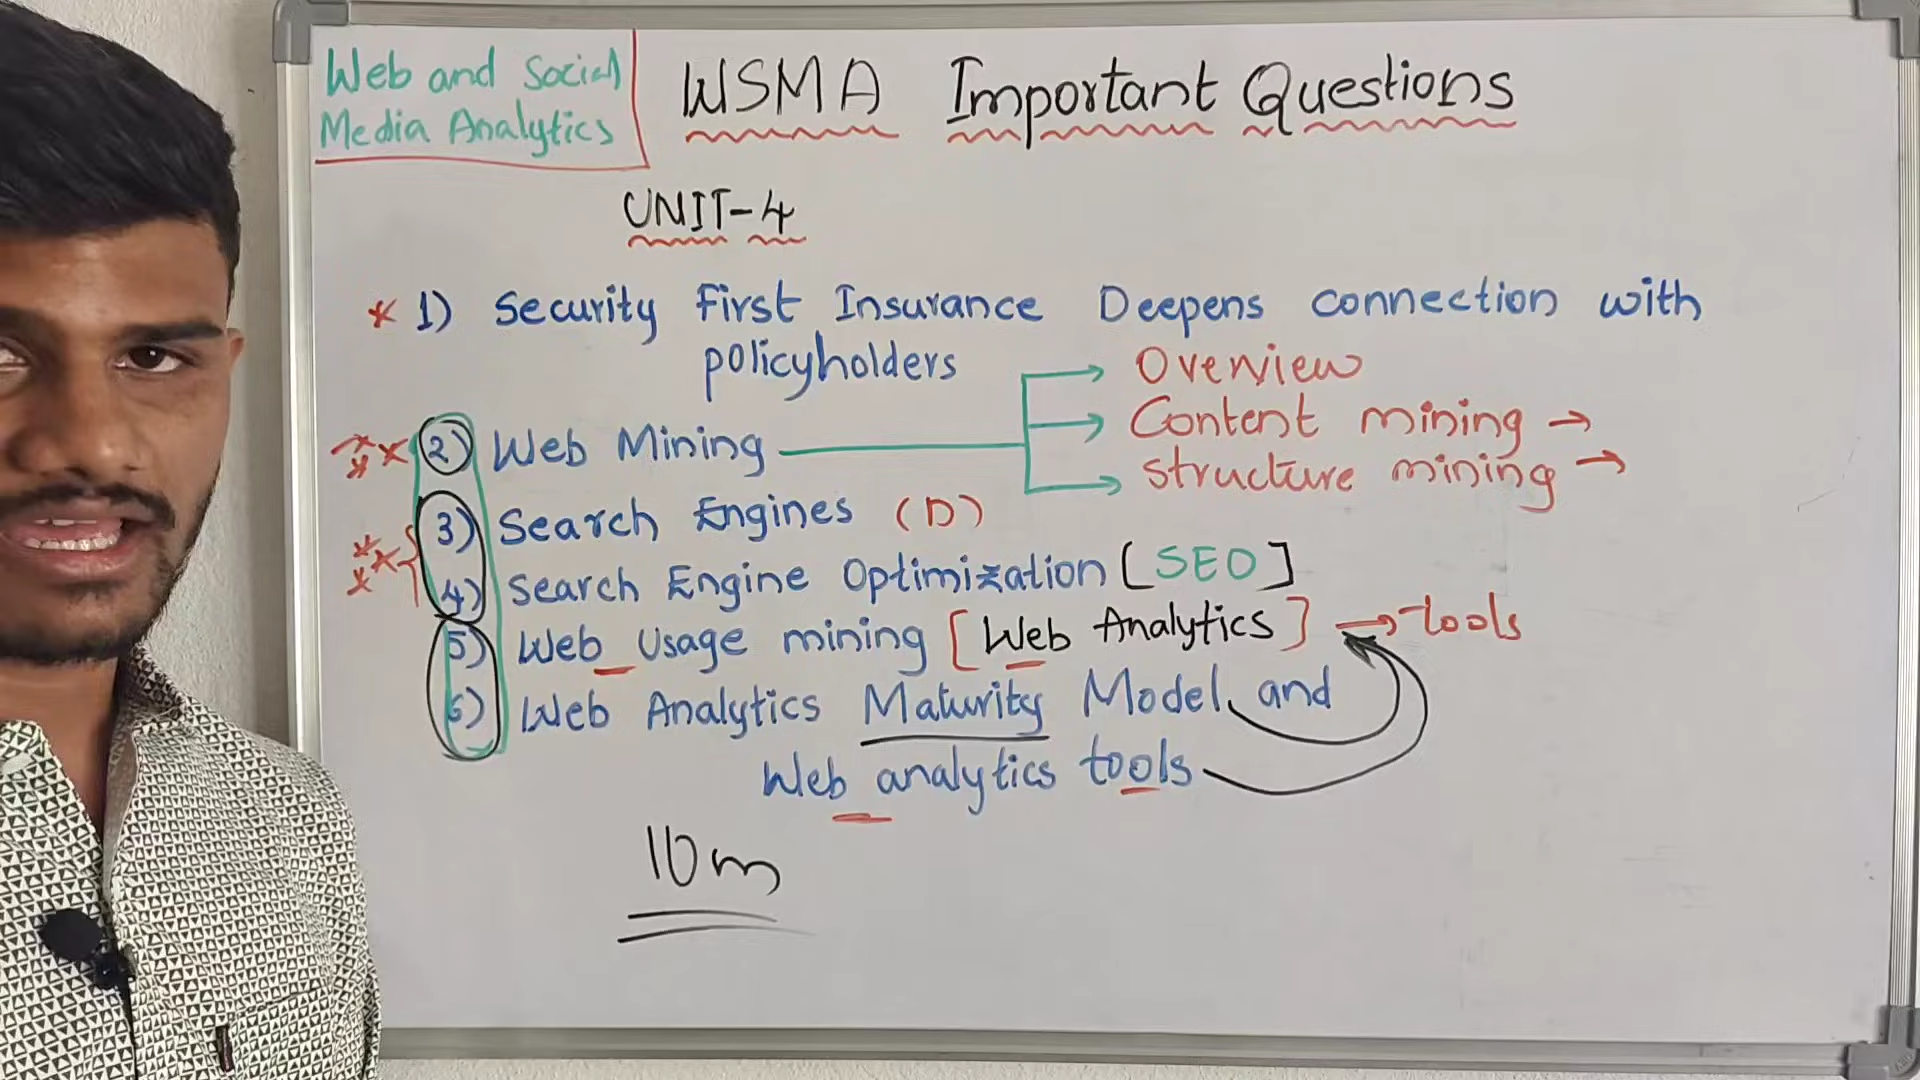 Web and Social
Media Analytics
WSMA Important Questions
UNIT-4
* 1) Security First Insurance Deepens connection with
policyholders
Overview
Content mining →
Structure mining →
2) Web Mining
3) Search Engines (D)
4) Search Engine Optimization [SEO]
5) Web Usage mining [Web Analytics] → tools
6) Web Analytics Maturity Model and
Web analytics tools
10m